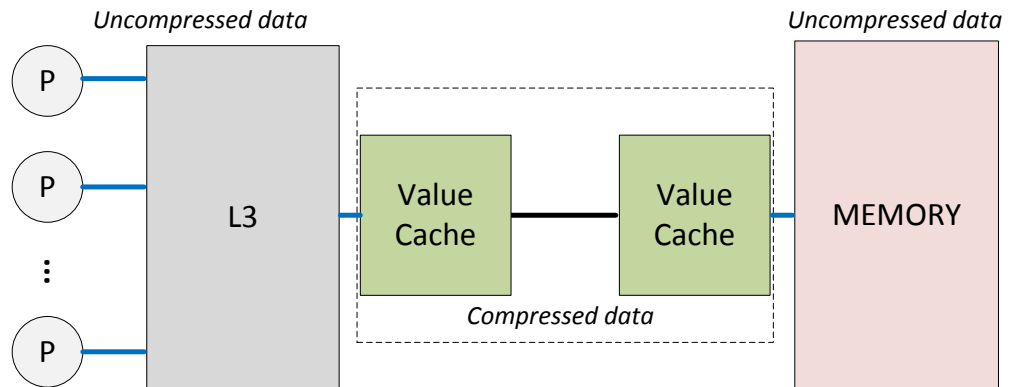 Uncompressed data
Uncompressed data
P
P
...
P
L3
Value
Cache
Value
Cache
MEMORY
Compressed data